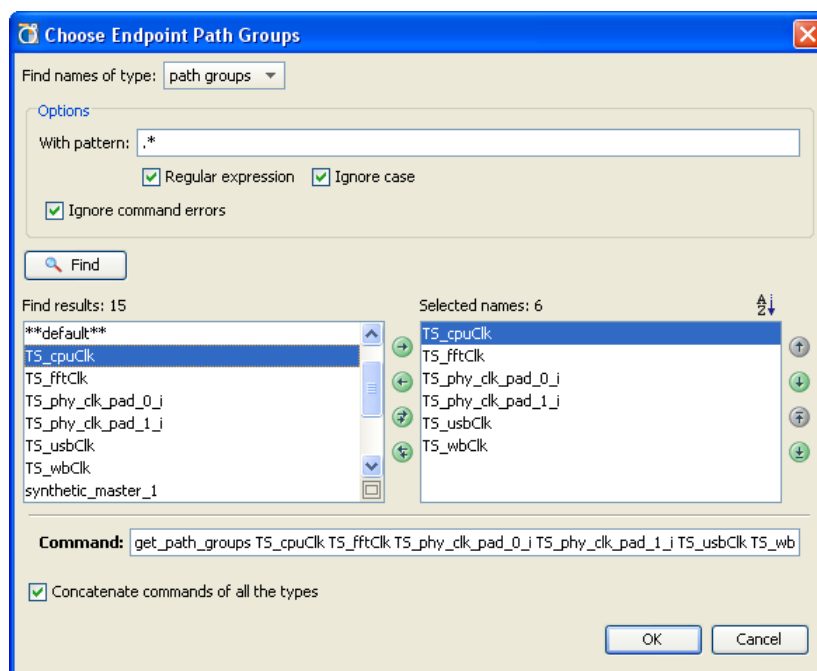 Choose Endpoint Path Groups
Find names of type: path groups
Options
With pattern: .*
Regular expression Ignore case
Ignore command errors
Find
Find results: 15
**default**
TS_cpuClk
TS_fftClk
TS_phy_clk_pad_0_i
TS_phy_clk_pad_1_i
TS_usbClk
TS_wbClk
synthetic_master_1
Selected names: 6
TS_cpuClk
TS_fftClk
TS_phy_clk_pad_0_i
TS_phy_clk_pad_1_i
TS_usbClk
TS_wbClk
Command: get_path_groups TS_cpuClk TS_fftClk TS_phy_clk_pad_0_i TS_phy_clk_pad_1_i TS_usbClk TS_wb
Concatenate commands of all the types
OK Cancel